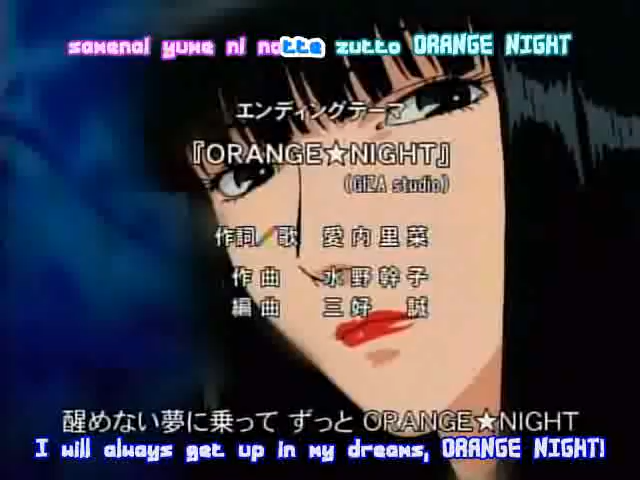 samenai yume ni notte zutto ORANGE NIGHT
エンディングテーマ
『ORANGE★NIGHT』
(GIZA studio)
作詞／歌　愛内里菜
作曲　水野幹子
編曲　三好　誠
醒めない夢に乗って ずっと ORANGE★NIGHT
I will always get up in my dreams, ORANGE NIGHT!